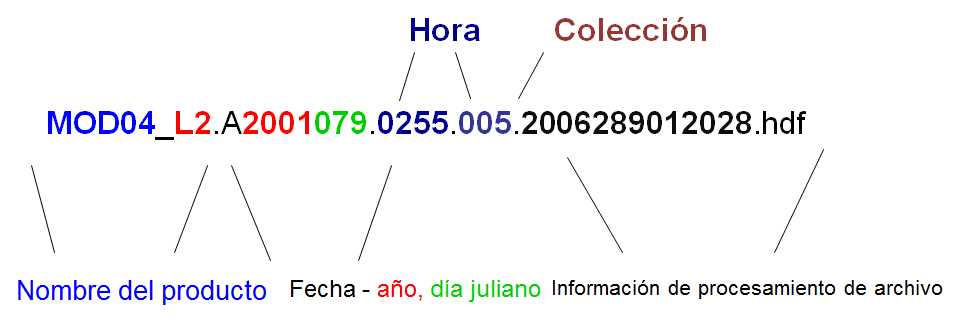 Hora Colección
MOD04_L2.A2001079.0255.005.2006289012028.hdf
Nombre del producto Fecha - año, día juliano Información de procesamiento de archivo